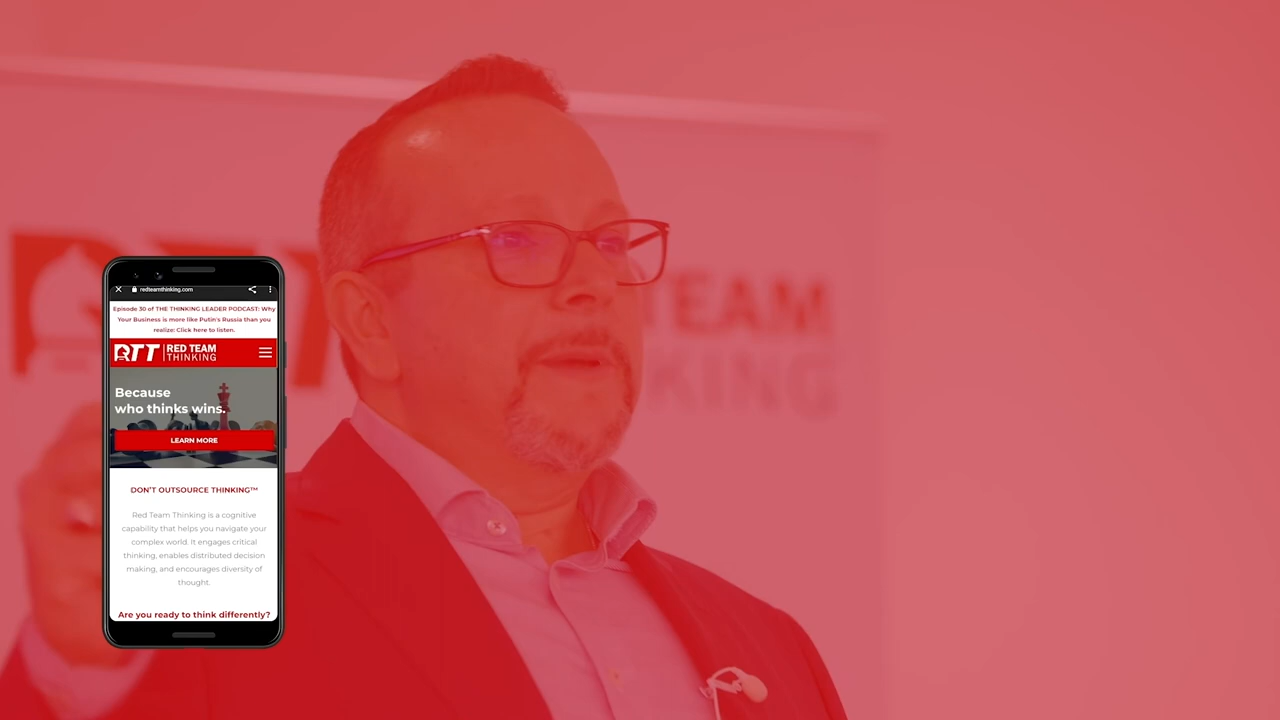 TEAM
KING
redteamthinking.com
Episode 30 of THE THINKING LEADER PODCAST: Why
Your Business is more like Putin's Russia than you
realize: Click here to listen.
RTT RED TEAM
THINKING
Because
who thinks wins.
LEARN MORE
DON'T OUTSOURCE THINKING™
Red Team Thinking is a cognitive
capability that helps you navigate your
complex world. It engages critical
thinking, enables distributed decision
making, and encourages diversity of
thought.
Are you ready to think differently?